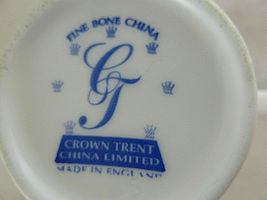 FINE BONE CHINA
CT
CROWN TRENT
CHINA LIMITED
MADE IN ENGLAND